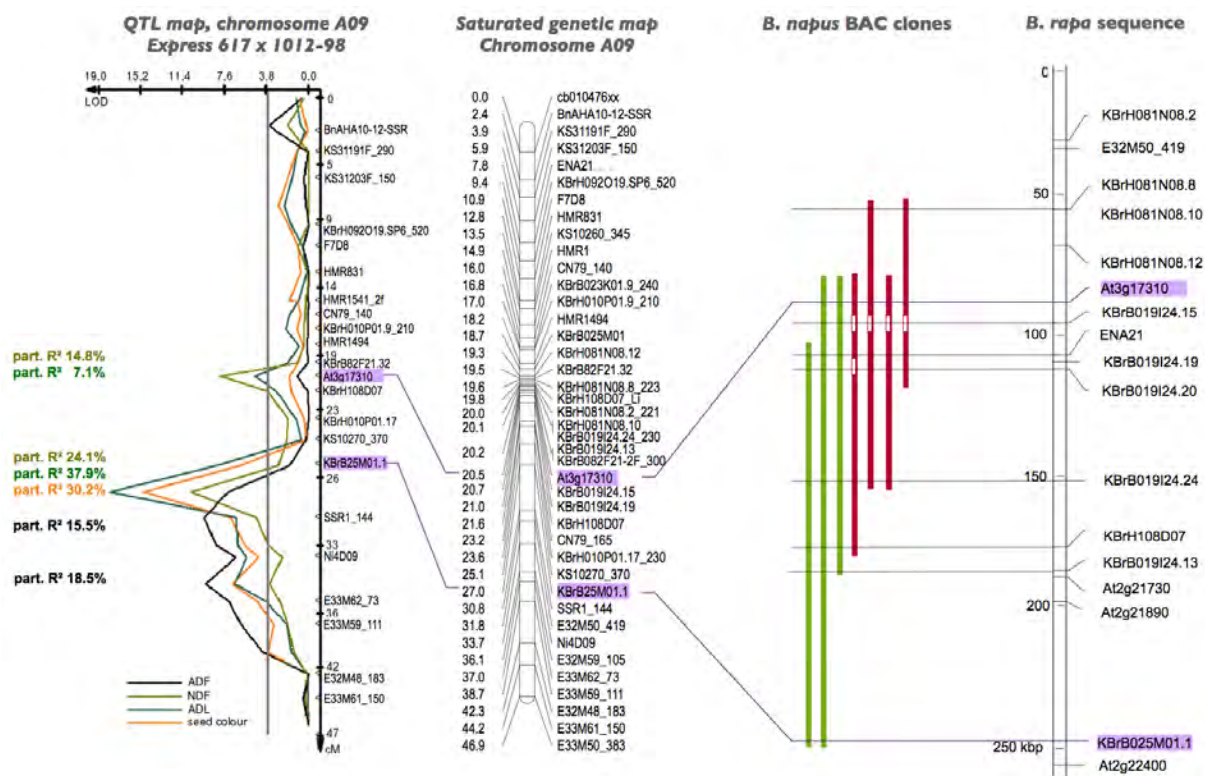 QTL map, chromosome A09
Express 617 x 1012-98
19.0 15.2 11.4 7.6 3.8 0.0
LOD
0
BnAHA10-12-SSR
KS31191F_290
5
KS31203F_150
9
KBrH092O19.SP6_520
F7D8
HMR831
14
HMR1541_2f
CN79_140
KBrH010P01.9_210
HMR1494
19
KBrB82F21.32
At3g17310
KBrH108D07
23
KBrH010P01.17
KS10270_370
KBrB25M01.1
26
SSR1_144
33
Ni4D09
E33M62_73
36
E33M59_111
42
E32M48_183
E33M61_150
47
cM
part. R² 14.8%
part. R² 7.1%
part. R² 24.1%
part. R² 37.9%
part. R² 30.2%
part. R² 15.5%
part. R² 18.5%
ADF
NDF
ADL
seed colour
Saturated genetic map
Chromosome A09
0.0 cb010476xx
2.4 BnAHA10-12-SSR
3.9 KS31191F_290
5.9 KS31203F_150
7.8 ENA21
9.4 KBrH092O19.SP6_520
10.9 F7D8
12.8 HMR831
13.5 KS10260_345
14.9 HMR1
16.0 CN79_140
16.8 KBrB023K01.9_240
17.0 KBrH010P01.9_210
18.2 HMR1494
18.7 KBrB025M01
19.3 KBrH081N08.12
19.5 KBrB82F21.32
19.6 KBrH081N08.8_223
19.8 KBrH108D07_LI
20.0 KBrH081N08.2_221
20.1 KBrH081N08.10
KBrB019I24.24_230
20.2 KBrB019I24.13
KBrB082F21-2F_300
20.5 At3g17310
20.7 KBrB019I24.15
21.0 KBrB019I24.19
21.6 KBrH108D07
23.2 CN79_165
23.6 KBrH010P01.17_230
25.1 KS10270_370
27.0 KBrB25M01.1
30.8 SSR1_144
31.8 E32M50_419
33.7 Ni4D09
36.1 E32M59_105
37.0 E33M62_73
38.7 E33M59_111
42.3 E32M48_183
44.2 E33M61_150
46.9 E33M50_383
B. napus BAC clones
B. rapa sequence
0
KBrH081N08.2
E32M50_419
KBrH081N08.8
50
KBrH081N08.10
KBrH081N08.12
At3g17310
KBrB019I24.15
100
ENA21
KBrB019I24.19
KBrB019I24.20
150
KBrB019I24.24
KBrH108D07
KBrB019I24.13
At2g21730
200
At2g21890
KBrB025M01.1
250 kbp
At2g22400